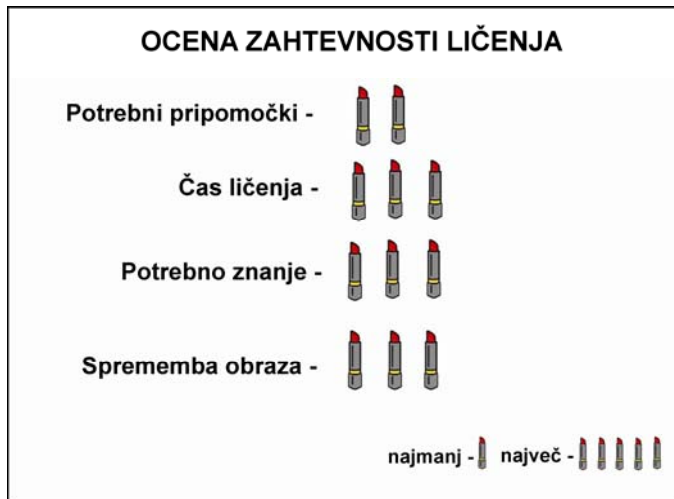 OCENA ZAHTEVNOSTI LIČENJA
Potrebni pripomočki -
Čas ličenja -
Potrebno znanje -
Sprememba obraza -
najmanj - največ -